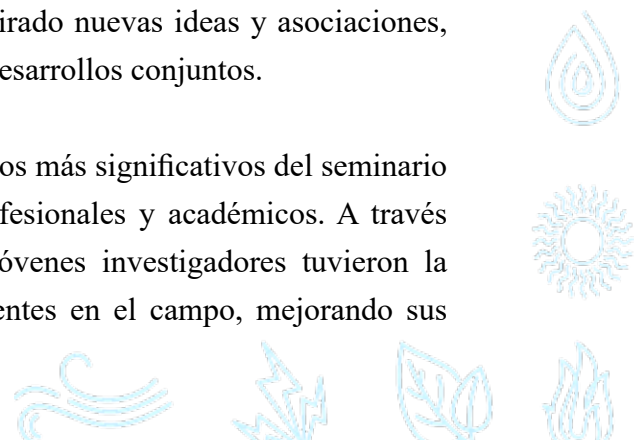 irado nuevas ideas y asociaciones,
esarrollos conjuntos.
os más significativos del seminario
fesionales y académicos. A través
óvenes investigadores tuvieron la
entes en el campo, mejorando sus